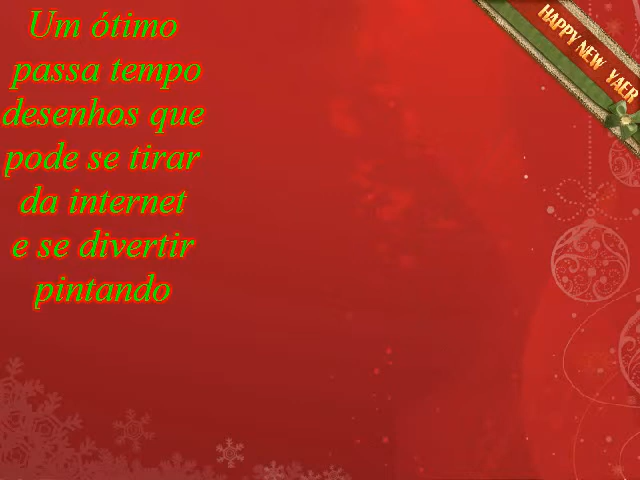 Um ótimo
passa tempo
desenhos que
pode se tirar
da internet
e se divertir
pintando
HAPPY NEW YAER